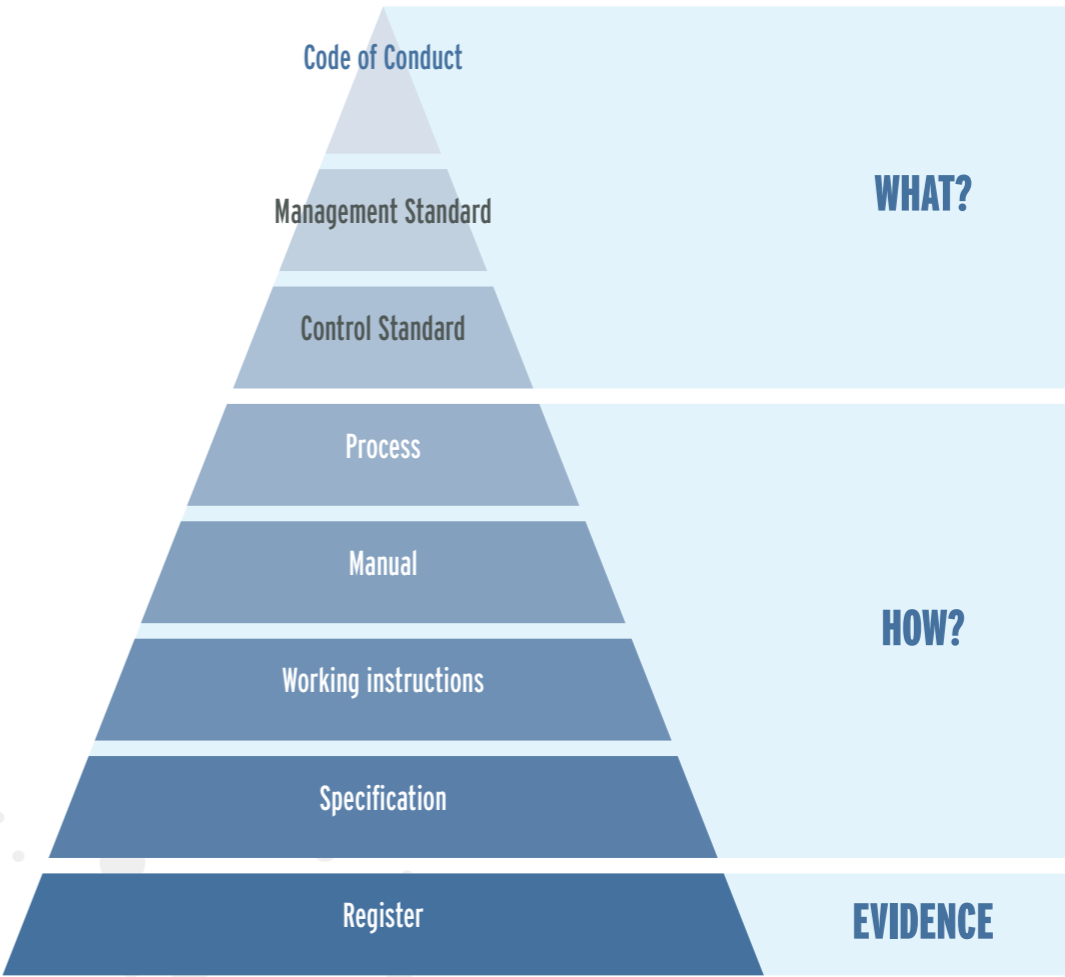 Code of Conduct
WHAT?
Management Standard
Control Standard
Process
Manual
HOW?
Working instructions
Specification
Register
EVIDENCE